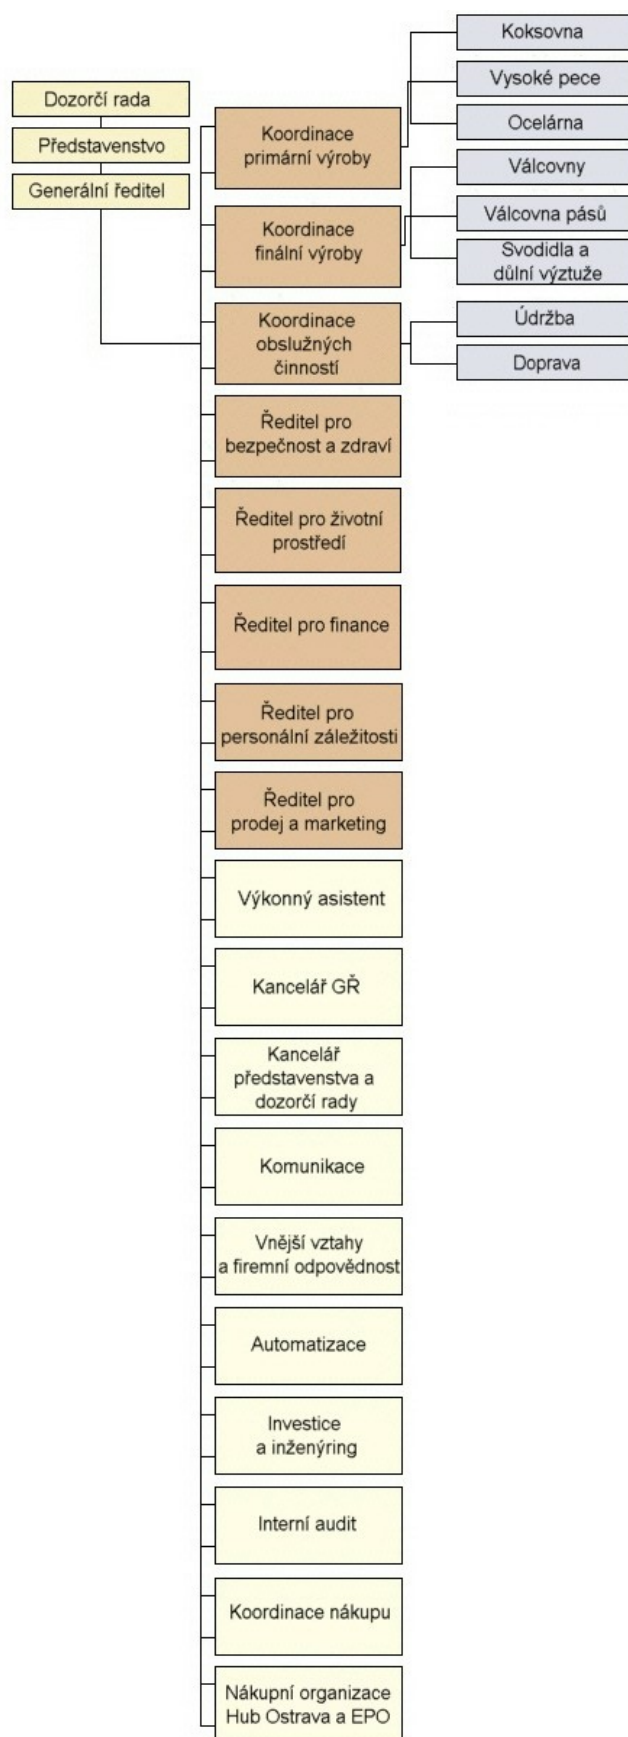 Dozorčí rada
Představenstvo
Generální ředitel
Koordinace
primární výroby
Koksovna
Vysoké pece
Ocelárna
Koordinace
finální výroby
Válcovny
Válcovna pásů
Svodidla a
důlní výztuže
Koordinace
obslužných
činností
Údržba
Doprava
Ředitel pro
bezpečnost a zdraví
Ředitel pro životní
prostředí
Ředitel pro finance
Ředitel pro
personální záležitosti
Ředitel pro
prodej a marketing
Výkonný asistent
Kancelář GŘ
Kancelář
představenstva a
dozorčí rady
Komunikace
Vnější vztahy
a firemní odpovědnost
Automatizace
Investice
a inženýring
Interní audit
Koordinace nákupu
Nákupní organizace
Hub Ostrava a EPO